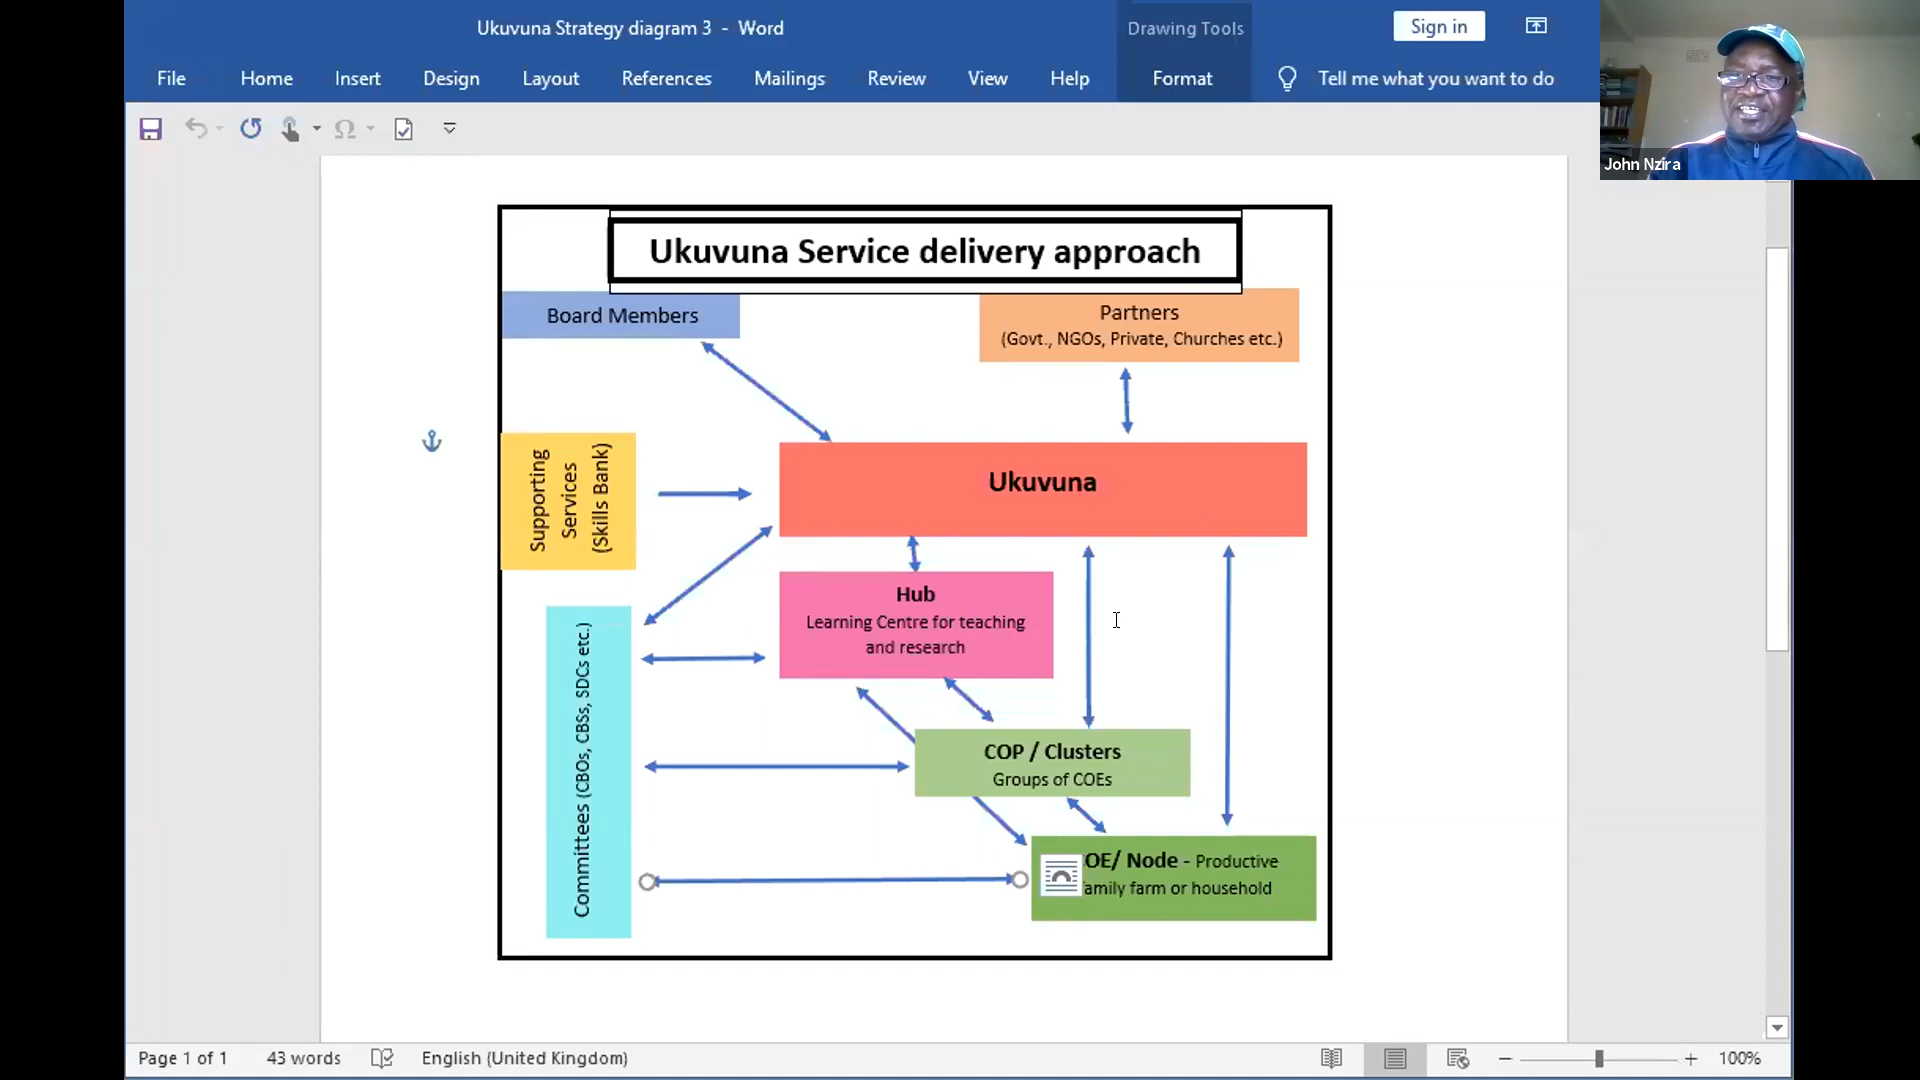 Ukuvuna Strategy diagram 3 - Word
Drawing Tools
Sign in
File
Home
Insert
Design
Layout
References
Mailings
Review
View
Help
Format
Tell me what you want to do
John Nzira
Ukuvuna Service delivery approach
Board Members
Partners
(Govt., NGOs, Private, Churches etc.)
Supporting
Services
(Skills Bank)
Ukuvuna
Hub
Learning Centre for teaching
and research
Committees (CBOs, CBSs, SDCs etc.)
COP / Clusters
Groups of COEs
OE/ Node - Productive
amily farm or household
Page 1 of 1
43 words
English (United Kingdom)
100%